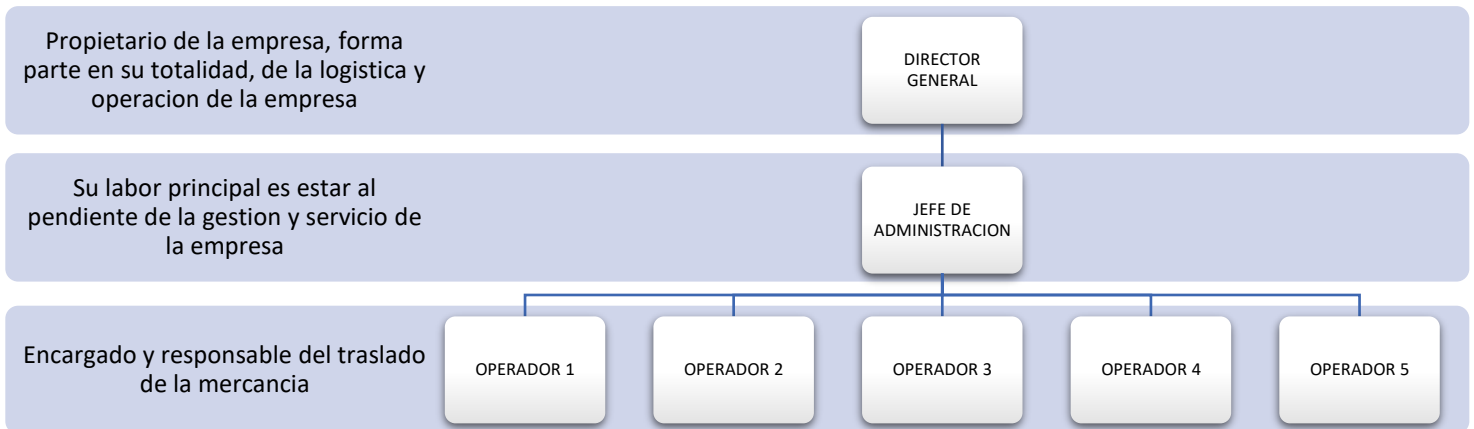 Propietario de la empresa, forma
parte en su totalidad, de la logistica y
operacion de la empresa
DIRECTOR
GENERAL
Su labor principal es estar al
pendiente de la gestion y servicio de
la empresa
JEFE DE
ADMINISTRACION
Encargado y responsable del traslado
de la mercancia
OPERADOR 1
OPERADOR 2
OPERADOR 3
OPERADOR 4
OPERADOR 5